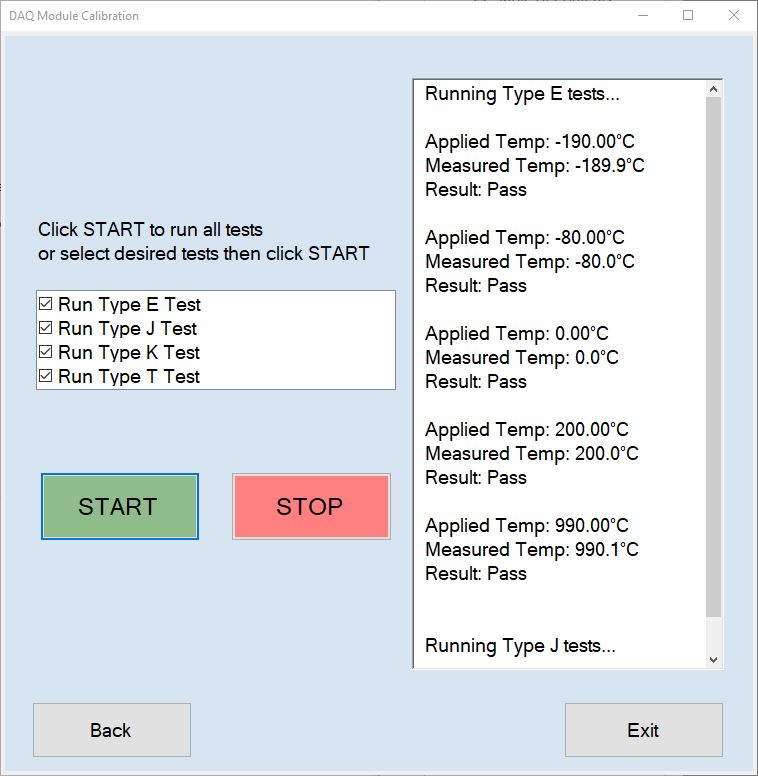 DAQ Module Calibration
Click START to run all tests
or select desired tests then click START
Run Type E Test
Run Type J Test
Run Type K Test
Run Type T Test
START
STOP
Running Type E tests...
Applied Temp: -190.00°C
Measured Temp: -189.9°C
Result: Pass
Applied Temp: -80.00°C
Measured Temp: -80.0°C
Result: Pass
Applied Temp: 0.00°C
Measured Temp: 0.0°C
Result: Pass
Applied Temp: 200.00°C
Measured Temp: 200.0°C
Result: Pass
Applied Temp: 990.00°C
Measured Temp: 990.1°C
Result: Pass
Running Type J tests...
Back
Exit